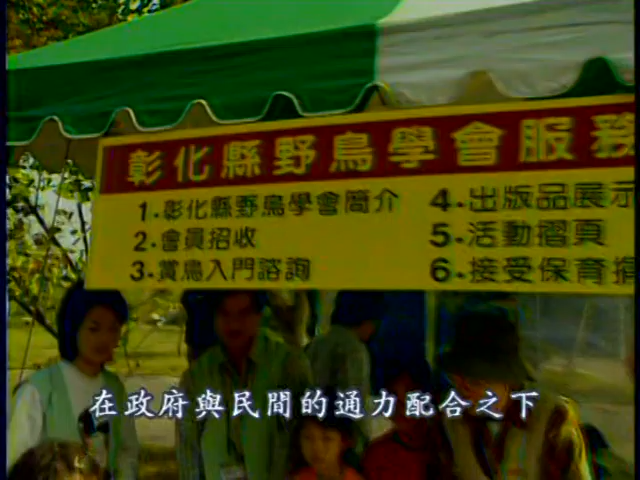 彰化縣野鳥學會服務
1.彰化縣野鳥學會簡介
2.會員招收
3.賞鳥入門諮詢
4.出版品展示
5.活動摺頁
6.接受保育捐
在政府與民間的通力配合之下